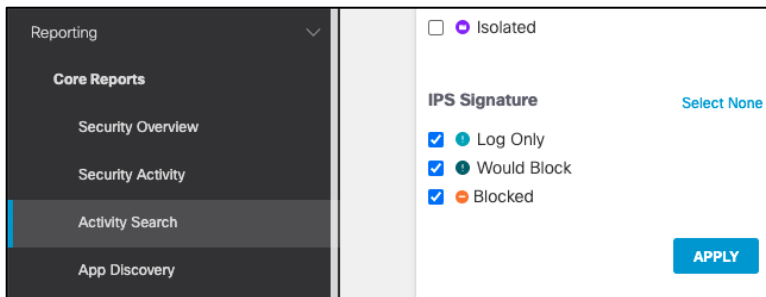 Reporting
Core Reports
Security Overview
Security Activity
Activity Search
App Discovery
Isolated
IPS Signature
Select None
Log Only
Would Block
Blocked
APPLY